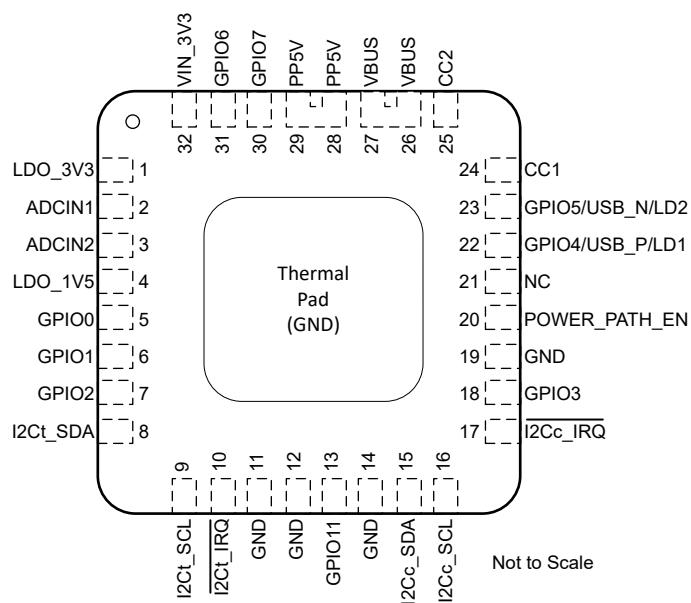 VIN_3V3
GPIO6
GPIO7
PP5V
PP5V
VBUS
VBUS
CC2
32
31
30
29
28
27
26
25
LDO_3V3 1
ADCIN1 2
ADCIN2 3
LDO_1V5 4
GPIO0 5
GPIO1 6
GPIO2 7
I2Ct_SDA 8
Thermal
Pad
(GND)
24 CC1
23 GPIO5/USB_N/LD2
22 GPIO4/USB_P/LD1
21 NC
20 POWER_PATH_EN
19 GND
18 GPIO3
17 I2Cc_IRQ
9
10
11
12
13
14
15
16
I2Ct_SCL
I2Ct_IRQ
GND
GND
GPIO11
GND
I2Cc_SDA
I2Cc_SCL
Not to Scale